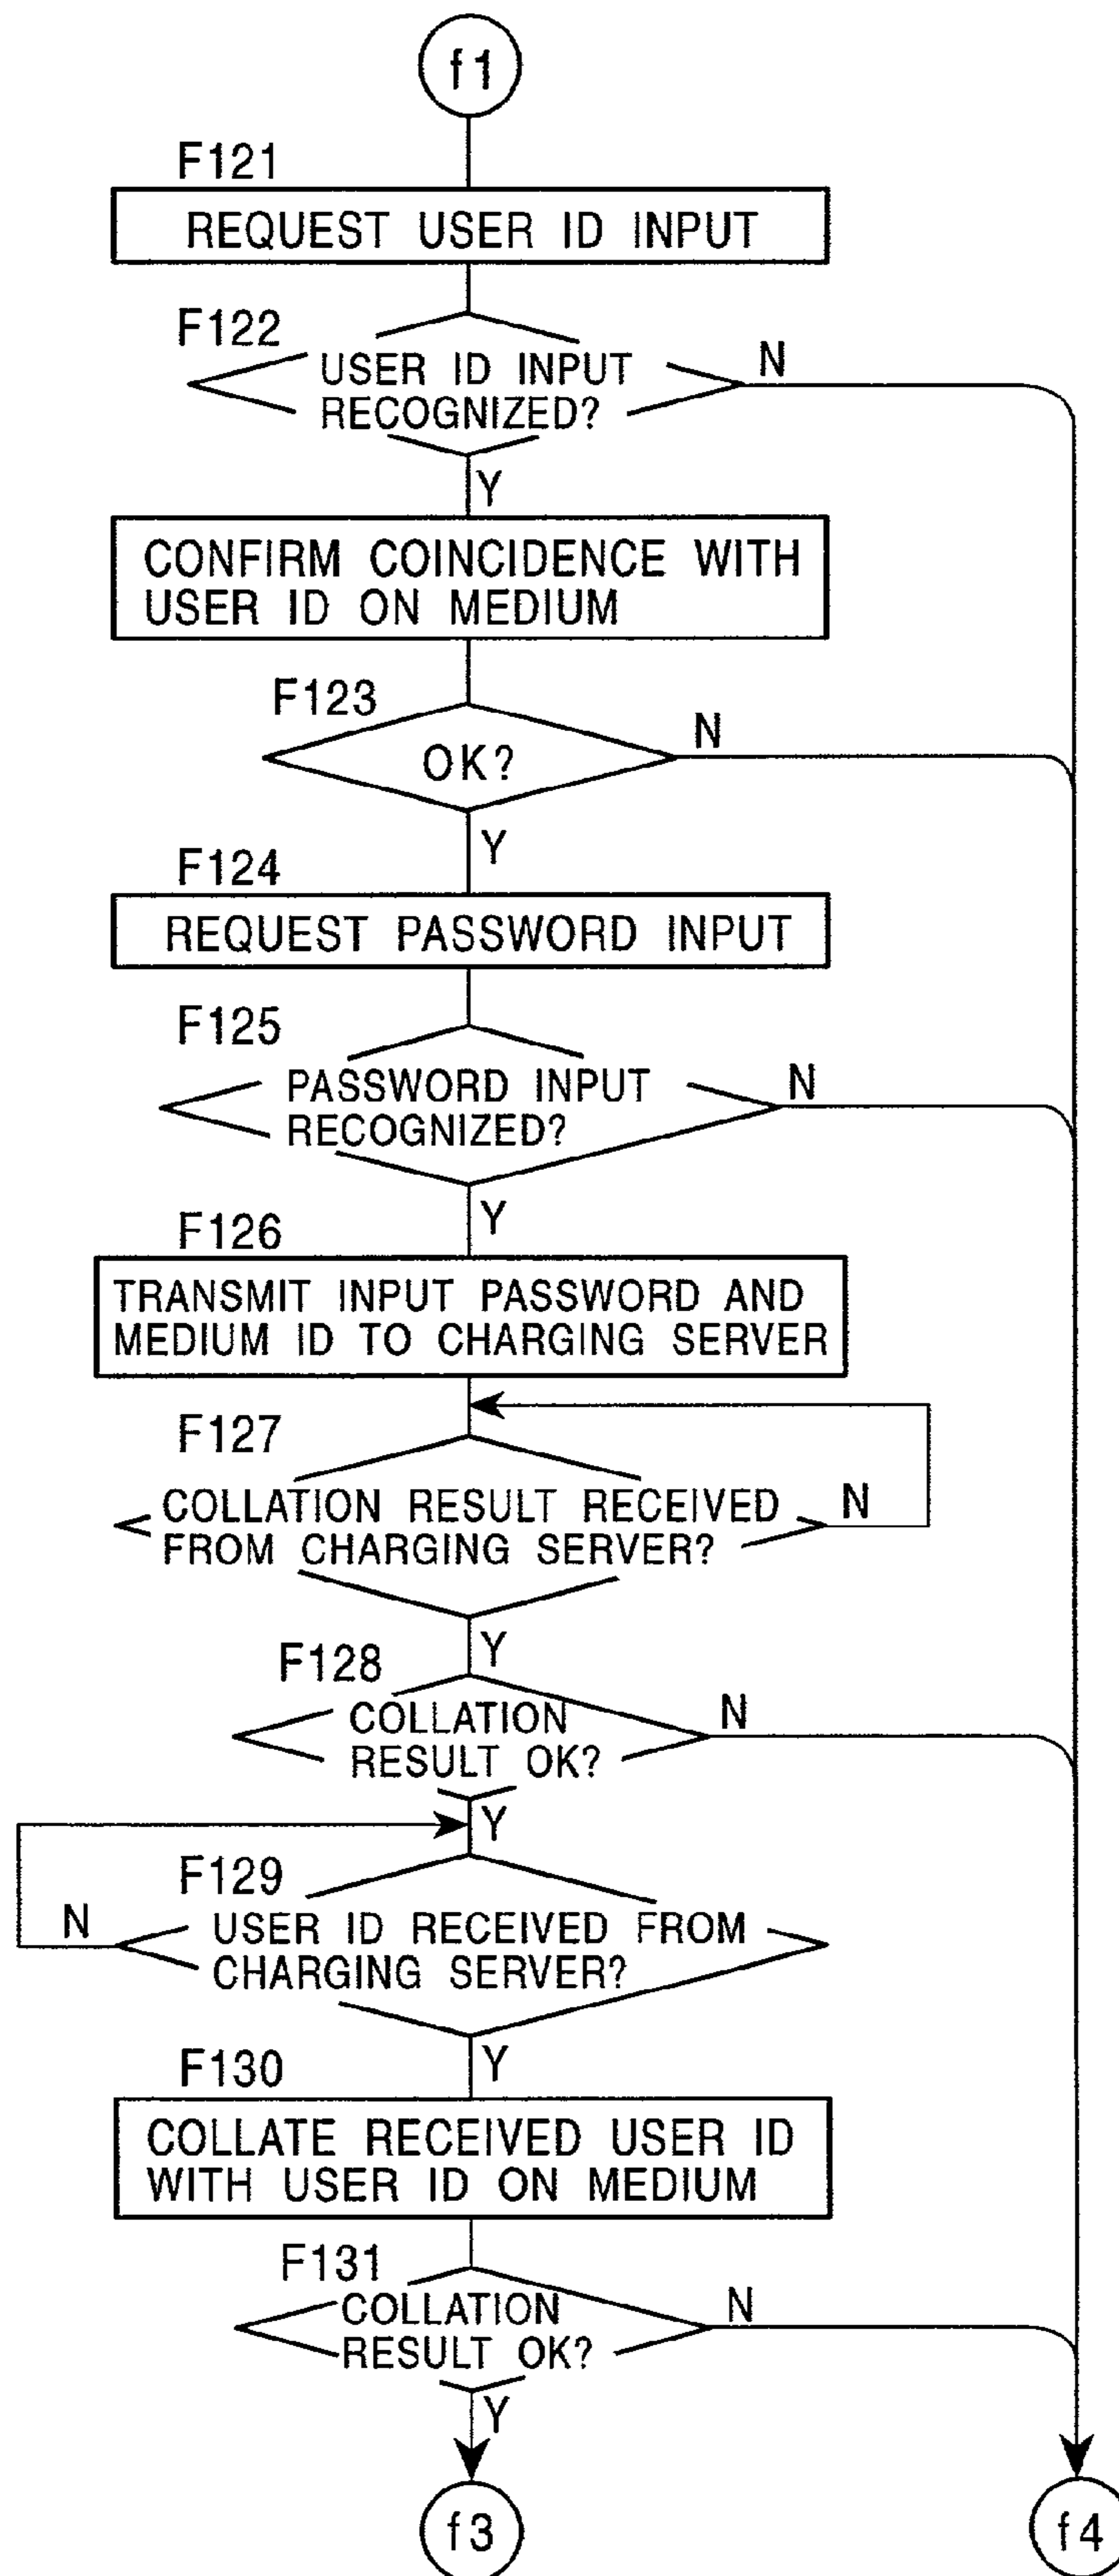 f1
F121
REQUEST USER ID INPUT
F122
USER ID INPUT
RECOGNIZED?
N
Y
CONFIRM COINCIDENCE WITH
USER ID ON MEDIUM
F123
OK?
N
Y
F124
REQUEST PASSWORD INPUT
F125
PASSWORD INPUT
RECOGNIZED?
N
Y
F126
TRANSMIT INPUT PASSWORD AND
MEDIUM ID TO CHARGING SERVER
F127
COLLATION RESULT RECEIVED
FROM CHARGING SERVER?
N
Y
F128
COLLATION
RESULT OK?
N
Y
F129
N
USER ID RECEIVED FROM
CHARGING SERVER?
Y
F130
COLLATE RECEIVED USER ID
WITH USER ID ON MEDIUM
F131
COLLATION
RESULT OK?
N
Y
f3
f4